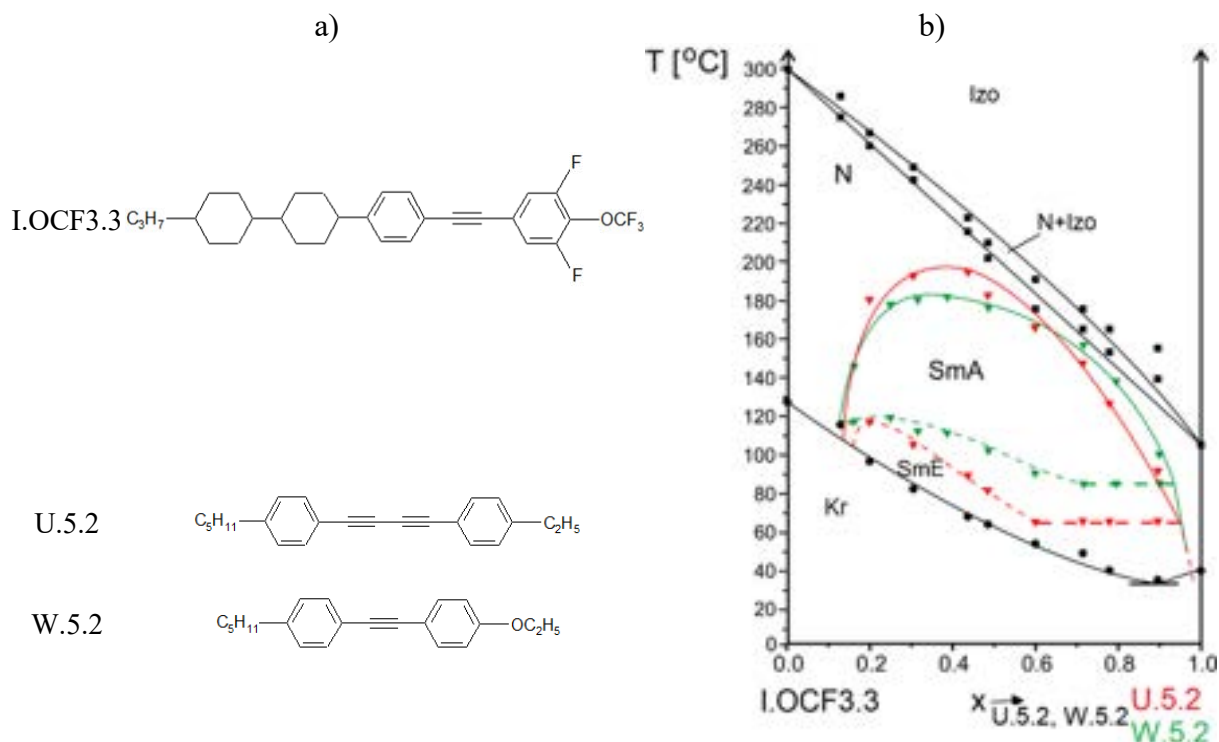 a)
b)
I.OCF3.3
C3H7
F
OCF3
F
U.5.2
C5H11
C2H5
W.5.2
C5H11
OC2H5
T [°C]
300
280
260
240
220
200
180
160
140
120
100
80
60
40
20
0
Izo
N
N+Izo
SmA
SmE
Kr
0.0 0.2 0.4 0.6 0.8 1.0
I.OCF3.3
x → U.5.2, W.5.2
U.5.2
W.5.2